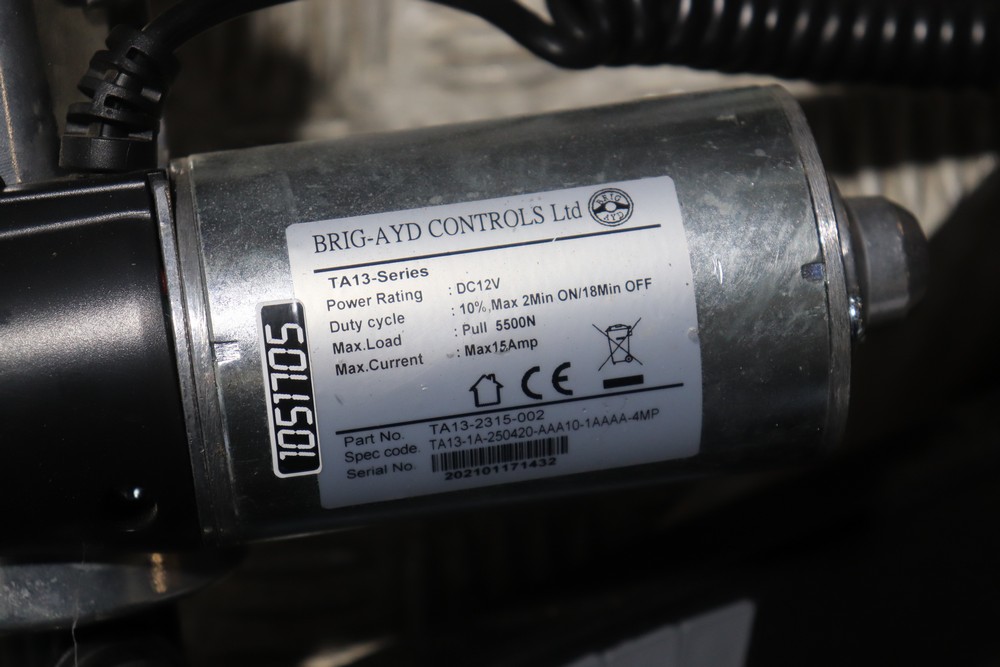 BRIG-AYD CONTROLS Ltd
BRIG
AYD
TA13-Series
Power Rating : DC12V
Duty cycle : 10%,Max 2Min ON/18Min OFF
Max.Load : Pull 5500N
Max.Current : Max15Amp
CE
Part No. TA13-2315-002
Spec code. TA13-1A-250420-AAA10-1AAAA-4MP
Serial No. 202101171432
1051705